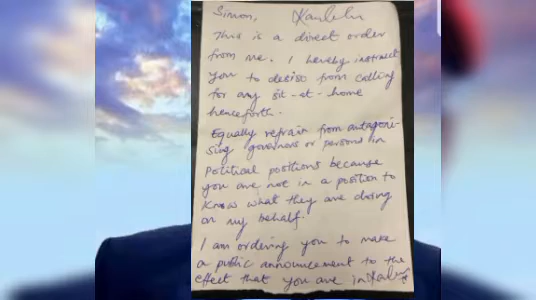 Simon,
This is a direct order
from me. I hereby instruct
you to desist from calling
for any sit-at-home
henceforth.
Equally refrain from antagoni-
sing governors or persons in
political positions because
you are not in a position to
know what they are doing
on my behalf.
I am ordering you to make
a public announcement to the
effect that you are in